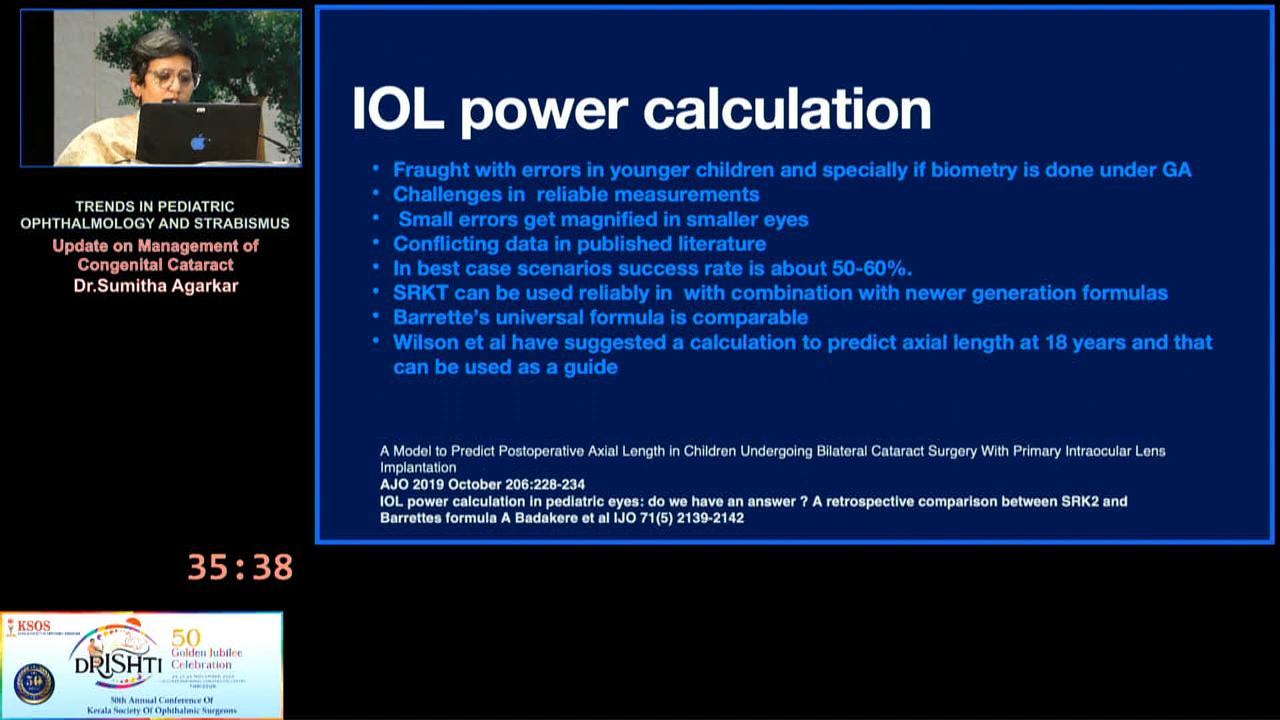 TRENDS IN PEDIATRIC
OPHTHALMOLOGY AND STRABISMUS
Update on Management of
Congenital Cataract
Dr.Sumitha Agarkar
IOL power calculation
• Fraught with errors in younger children and specially if biometry is done under GA
• Challenges in reliable measurements
• Small errors get magnified in smaller eyes
• Conflicting data in published literature
• In best case scenarios success rate is about 50-60%.
• SRKT can be used reliably in with combination with newer generation formulas
• Barrette's universal formula is comparable
• Wilson et al have suggested a calculation to predict axial length at 18 years and that
can be used as a guide
A Model to Predict Postoperative Axial Length in Children Undergoing Bilateral Cataract Surgery With Primary Intraocular Lens
Implantation
AJO 2019 October 206:228-234
IOL power calculation in pediatric eyes: do we have an answer ? A retrospective comparison between SRK2 and
Barrettes formula A Badakere et al IJO 71(5) 2139-2142
35:38
KSOS
DRISHTI
50
Golden Jubilee
Celebration
50th Annual Conference Of
Kerala Society Of Ophthalmic Surgeons